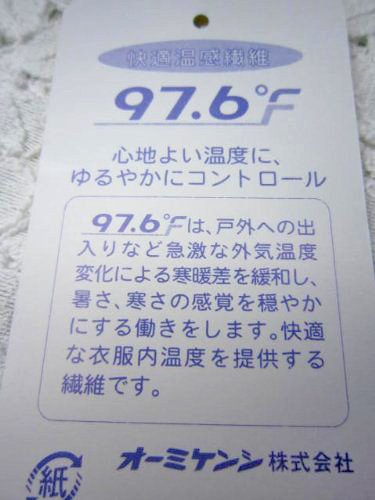 快適温感繊維
97.6°F
心地よい温度に、
ゆるやかにコントロール
97.6°Fは、戸外への出
入りなど急激な外気温度
変化による寒暖差を緩和し、
暑さ、寒さの感覚を穏やか
にする働きをします。快適
な衣服内温度を提供する
繊維です。
オーミケンシ株式会社
紙